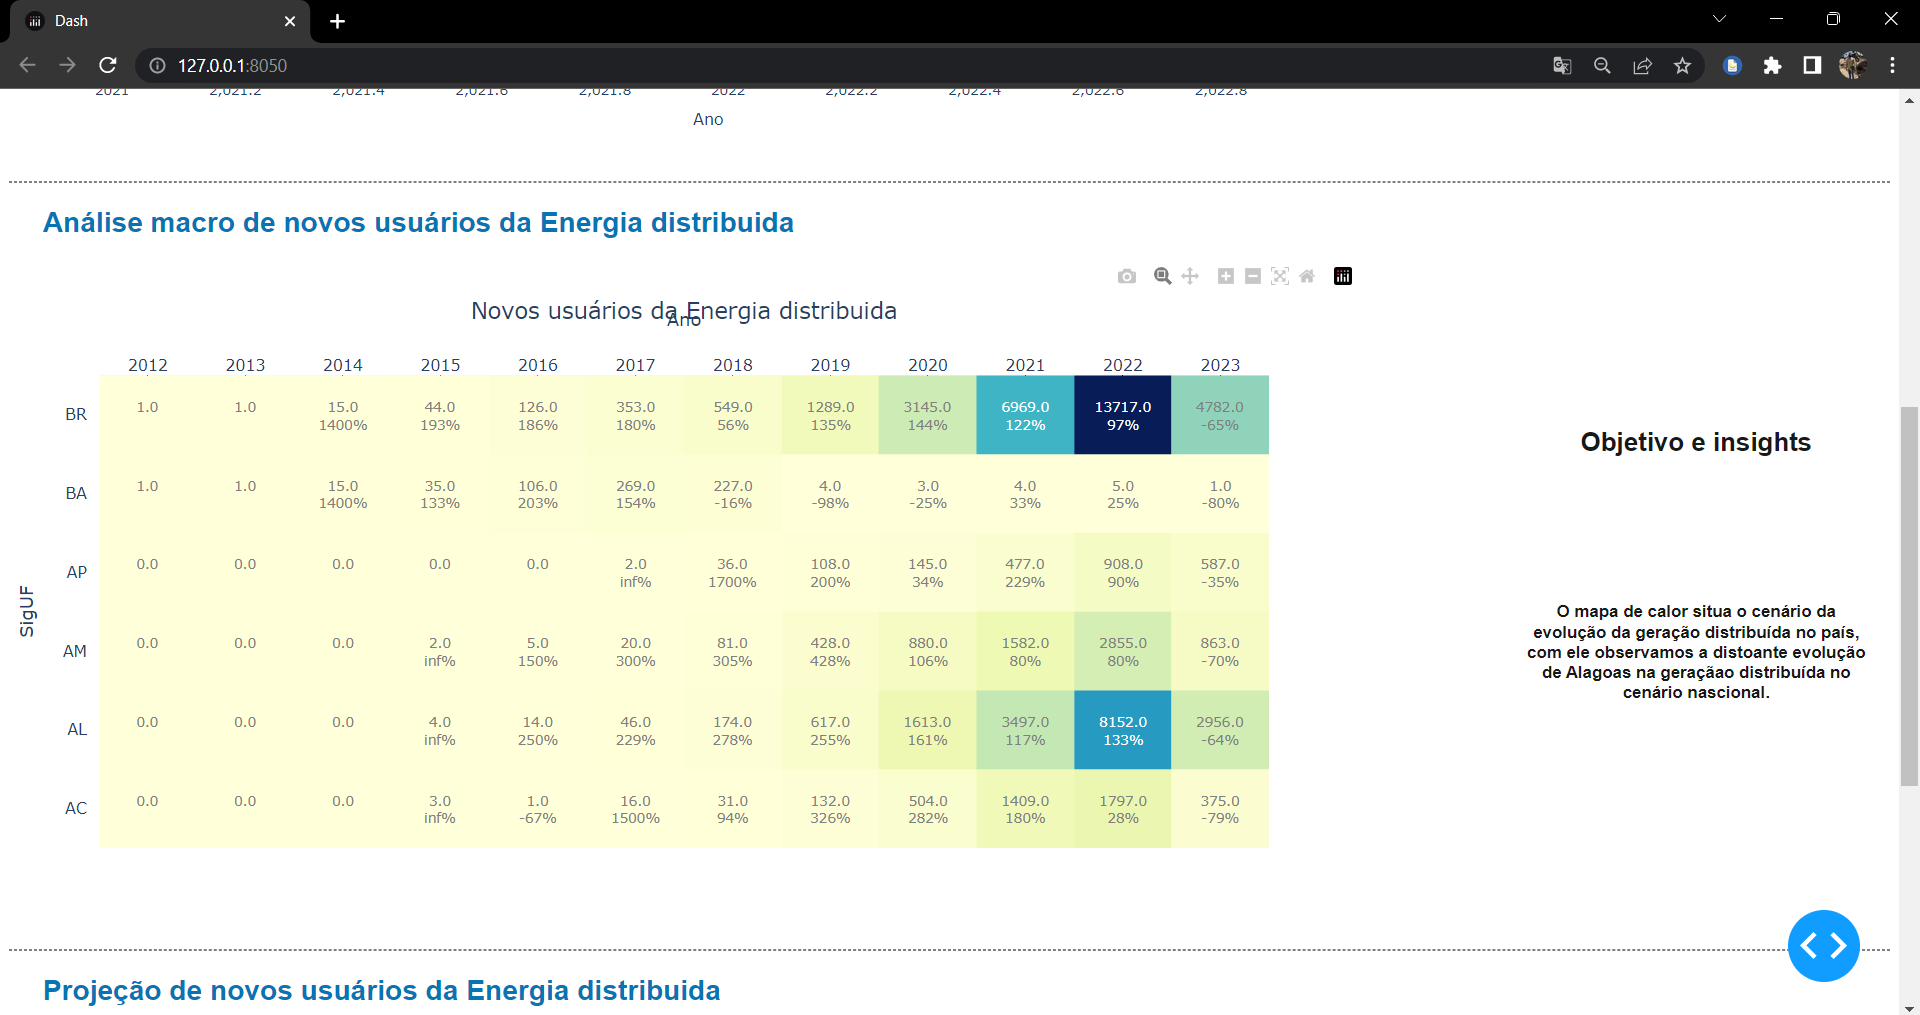 Dash
127.0.0.1:8050
2021 2,021.2 2,021.4 2,021.6 2,021.8 2022 2,022.2 2,022.4 2,022.6 2,022.8
Ano
Análise macro de novos usuários da Energia distribuida
Novos usuários da Energia distribuida
Ano
2012 2013 2014 2015 2016 2017 2018 2019 2020 2021 2022 2023
BR 1.0 1.0 15.0 44.0 126.0 353.0 549.0 1289.0 3145.0 6969.0 13717.0 4782.0
1400% 193% 186% 180% 56% 135% 144% 122% 97% -65%
BA 1.0 1.0 15.0 35.0 106.0 269.0 227.0 4.0 3.0 4.0 5.0 1.0
1400% 133% 203% 154% -16% -98% -25% 33% 25% -80%
AP 0.0 0.0 0.0 0.0 0.0 2.0 36.0 108.0 145.0 477.0 908.0 587.0
inf% 1700% 200% 34% 229% 90% -35%
AM 0.0 0.0 0.0 2.0 5.0 20.0 81.0 428.0 880.0 1582.0 2855.0 863.0
inf% 150% 300% 305% 428% 106% 80% 80% -70%
AL 0.0 0.0 0.0 4.0 14.0 46.0 174.0 617.0 1613.0 3497.0 8152.0 2956.0
inf% 250% 229% 278% 255% 161% 117% 133% -64%
AC 0.0 0.0 0.0 3.0 1.0 16.0 31.0 132.0 504.0 1409.0 1797.0 375.0
inf% -67% 1500% 94% 326% 282% 180% 28% -79%
SigUF
Objetivo e insights
O mapa de calor situa o cenário da
evolução da geração distribuída no país,
com ele observamos a distoante evolução
de Alagoas na geraçãao distribuída no
cenário nascional.
Projeção de novos usuários da Energia distribuida